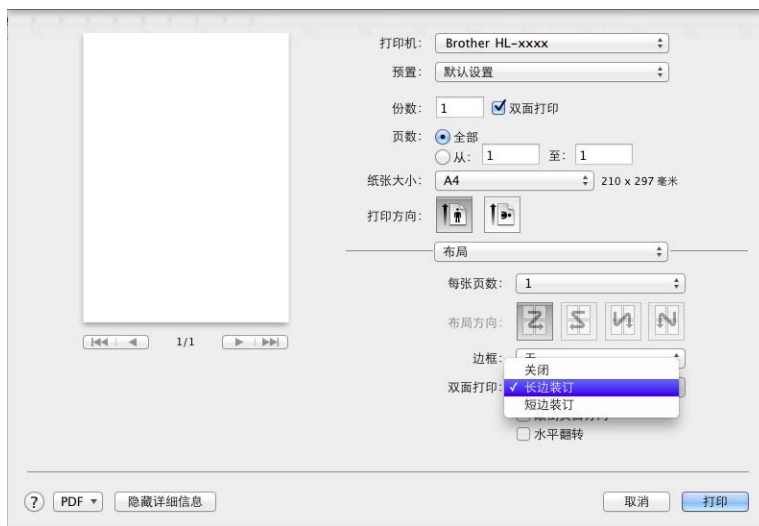 打印机: Brother HL-xxxx
预置: 默认设置
份数: 1 双面打印
页数: 全部
从: 1 至: 1
纸张大小: A4 210 x 297 毫米
打印方向:
布局
每张页数: 1
布局方向:
1/1
边框:
关闭
双面打印: ✓ 长边装订
短边装订
水平翻转
? PDF 隐藏详细信息 取消 打印